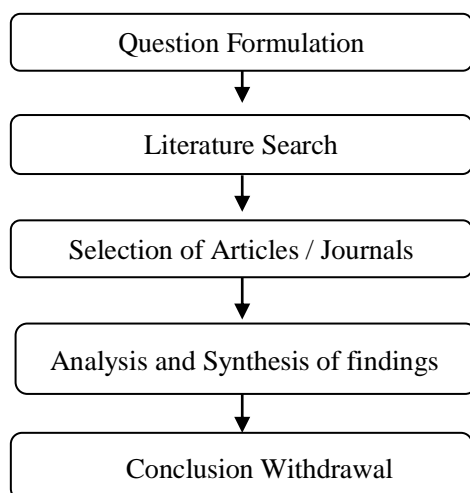 Question Formulation
Literature Search
Selection of Articles / Journals
Analysis and Synthesis of findings
Conclusion Withdrawal